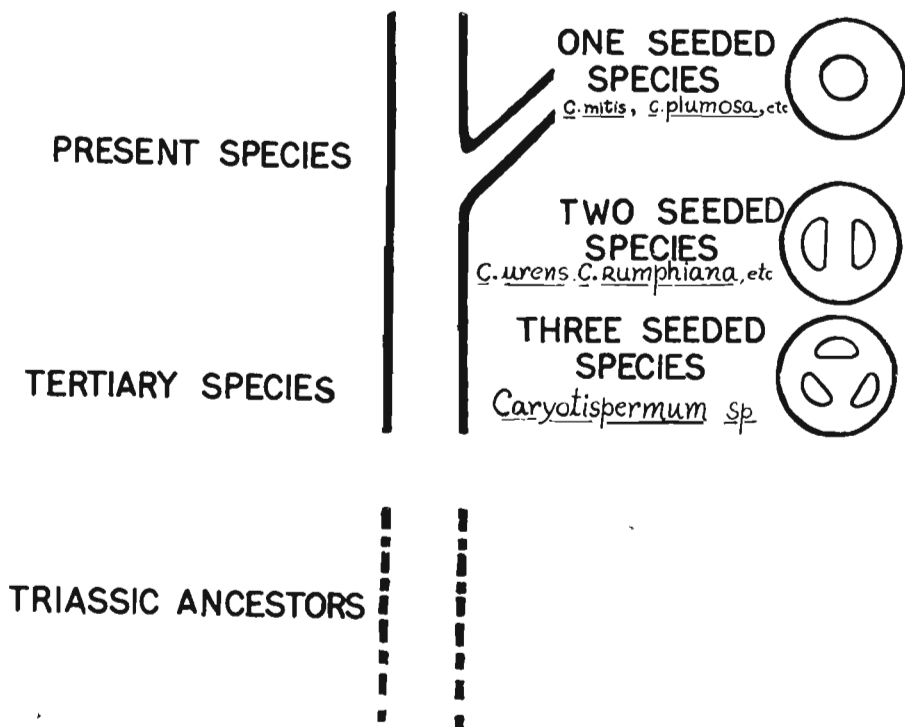 ONE SEEDED
SPECIES
C.mitis, C.plumosa, etc
PRESENT SPECIES
TWO SEEDED
SPECIES
C.urens. C.Rumphiana, etc
THREE SEEDED
SPECIES
TERTIARY SPECIES
Caryotispermum sp
TRIASSIC ANCESTORS